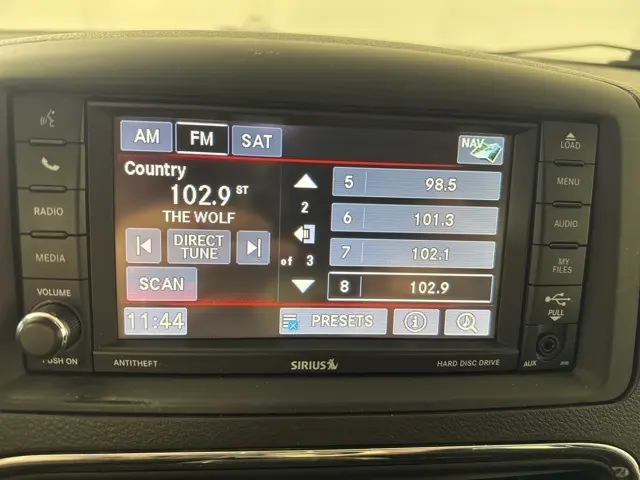 AM FM SAT NAV
Country
102.9 ST
THE WOLF
DIRECT
TUNE
SCAN
11:44
2
of 3
5 98.5
6 101.3
7 102.1
8 102.9
PRESETS
RADIO
MEDIA
VOLUME
PUSH ON
LOAD
MENU
AUDIO
MY
FILES
PULL
AUX
ANTITHEFT
SIRIUS
HARD DISC DRIVE